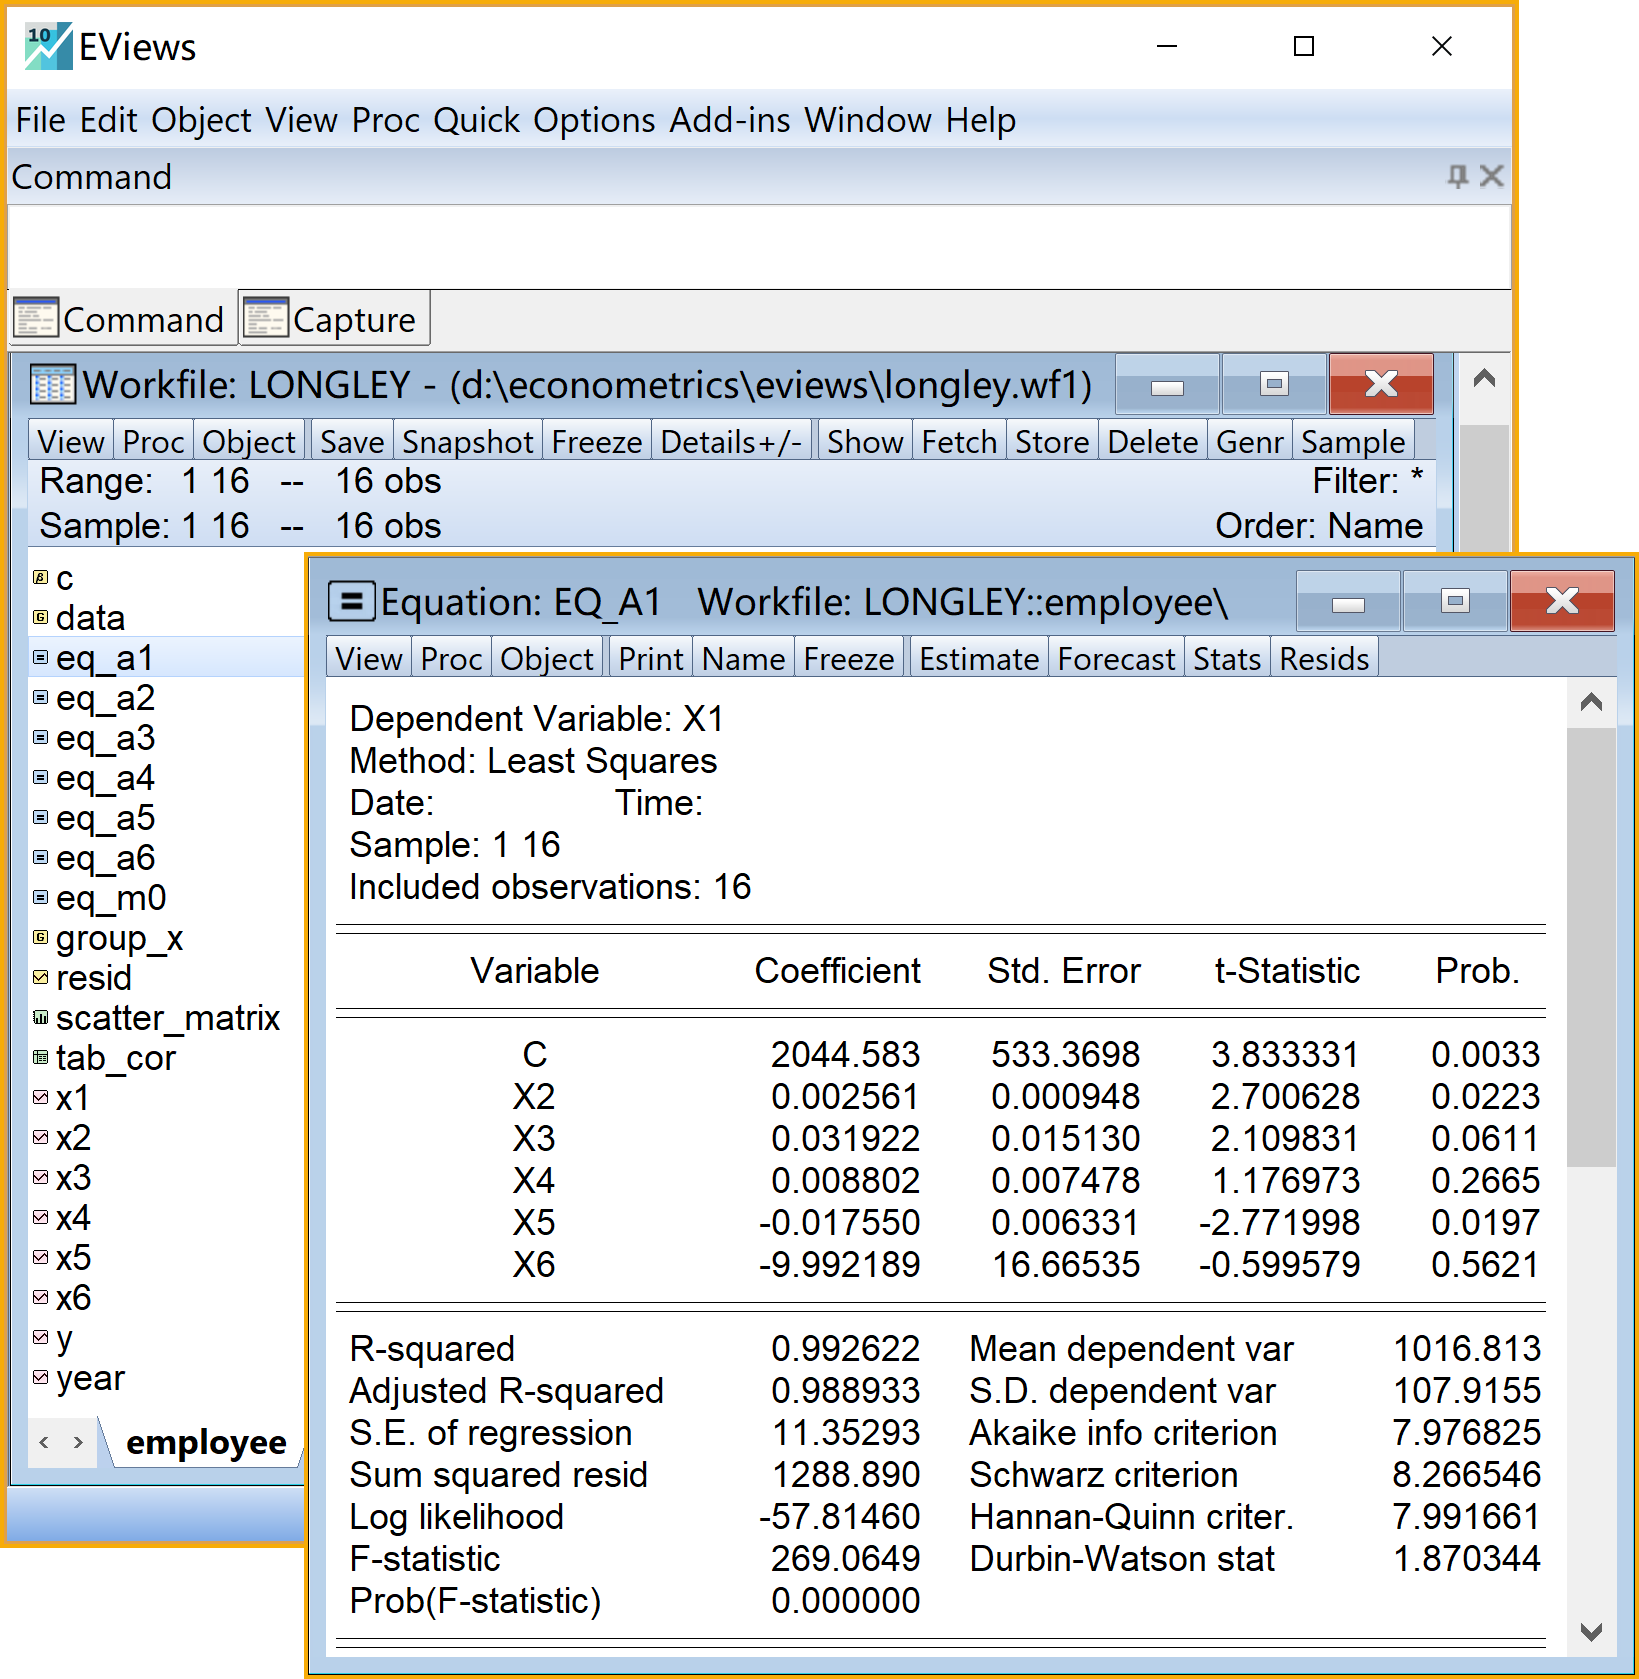 10 EViews
File Edit Object View Proc Quick Options Add-ins Window Help
Command
Command Capture
Workfile: LONGLEY - (d:\econometrics\eviews\longley.wf1)
View Proc Object Save Snapshot Freeze Details+/- Show Fetch Store Delete Genr Sample
Range: 1 16 -- 16 obs Filter: *
Sample: 1 16 -- 16 obs Order: Name
c
data
eq_a1
eq_a2
eq_a3
eq_a4
eq_a5
eq_a6
eq_m0
group_x
resid
scatter_matrix
tab_cor
x1
x2
x3
x4
x5
x6
y
year
employee
Equation: EQ_A1 Workfile: LONGLEY::employee\
View Proc Object Print Name Freeze Estimate Forecast Stats Resids
Dependent Variable: X1
Method: Least Squares
Date: Time:
Sample: 1 16
Included observations: 16
Variable Coefficient Std. Error t-Statistic Prob.
C 2044.583 533.3698 3.833331 0.0033
X2 0.002561 0.000948 2.700628 0.0223
X3 0.031922 0.015130 2.109831 0.0611
X4 0.008802 0.007478 1.176973 0.2665
X5 -0.017550 0.006331 -2.771998 0.0197
X6 -9.992189 16.66535 -0.599579 0.5621
R-squared 0.992622 Mean dependent var 1016.813
Adjusted R-squared 0.988933 S.D. dependent var 107.9155
S.E. of regression 11.35293 Akaike info criterion 7.976825
Sum squared resid 1288.890 Schwarz criterion 8.266546
Log likelihood -57.81460 Hannan-Quinn criter. 7.991661
F-statistic 269.0649 Durbin-Watson stat 1.870344
Prob(F-statistic) 0.000000